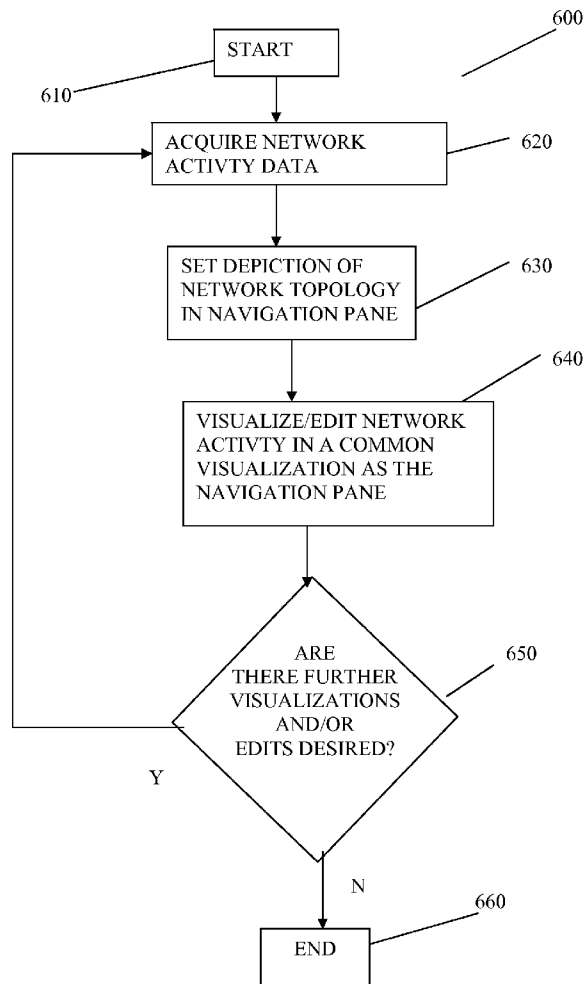 600
START
610
ACQUIRE NETWORK
ACTIVTY DATA
620
SET DEPICTION OF
NETWORK TOPOLOGY
IN NAVIGATION PANE
630
640
VISUALIZE/EDIT NETWORK
ACTIVTY IN A COMMON
VISUALIZATION AS THE
NAVIGATION PANE
ARE
THERE FURTHER
VISUALIZATIONS
AND/OR
EDITS DESIRED?
650
Y
N
660
END